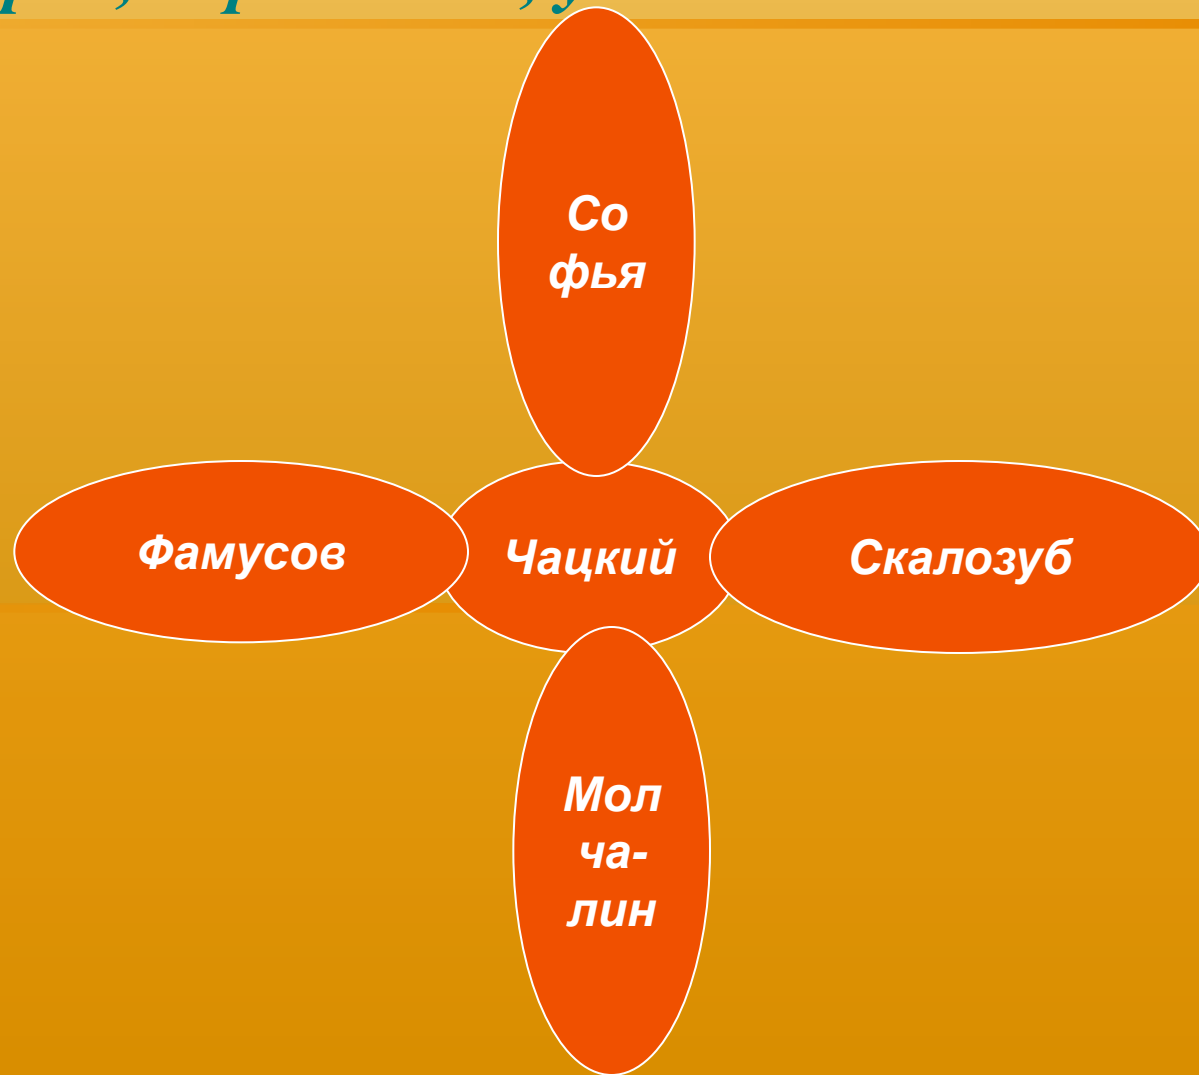 Со
фья
Фамусов
Чацкий
Скалозуб
Мол
ча-
лин